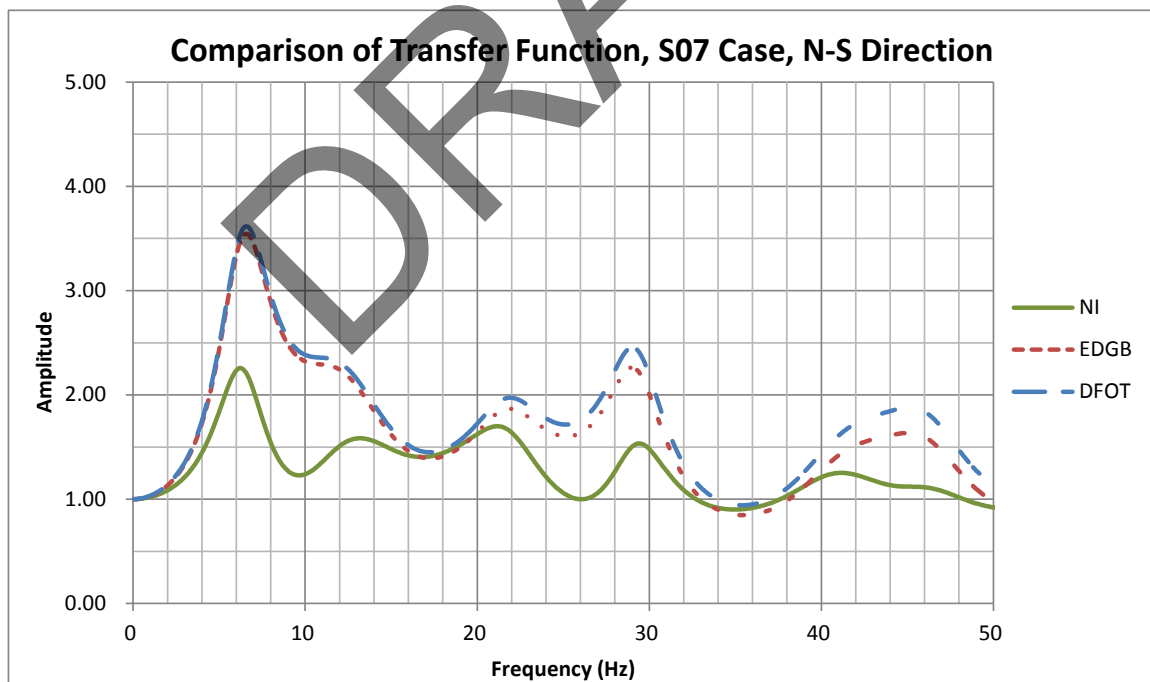 Comparison of Transfer Function, S07 Case, N-S Direction
DRA
5.00
4.00
3.00
2.00
1.00
0.00
Amplitude
0 10 20 30 40 50
Frequency (Hz)
NI
EDGB
DFOT